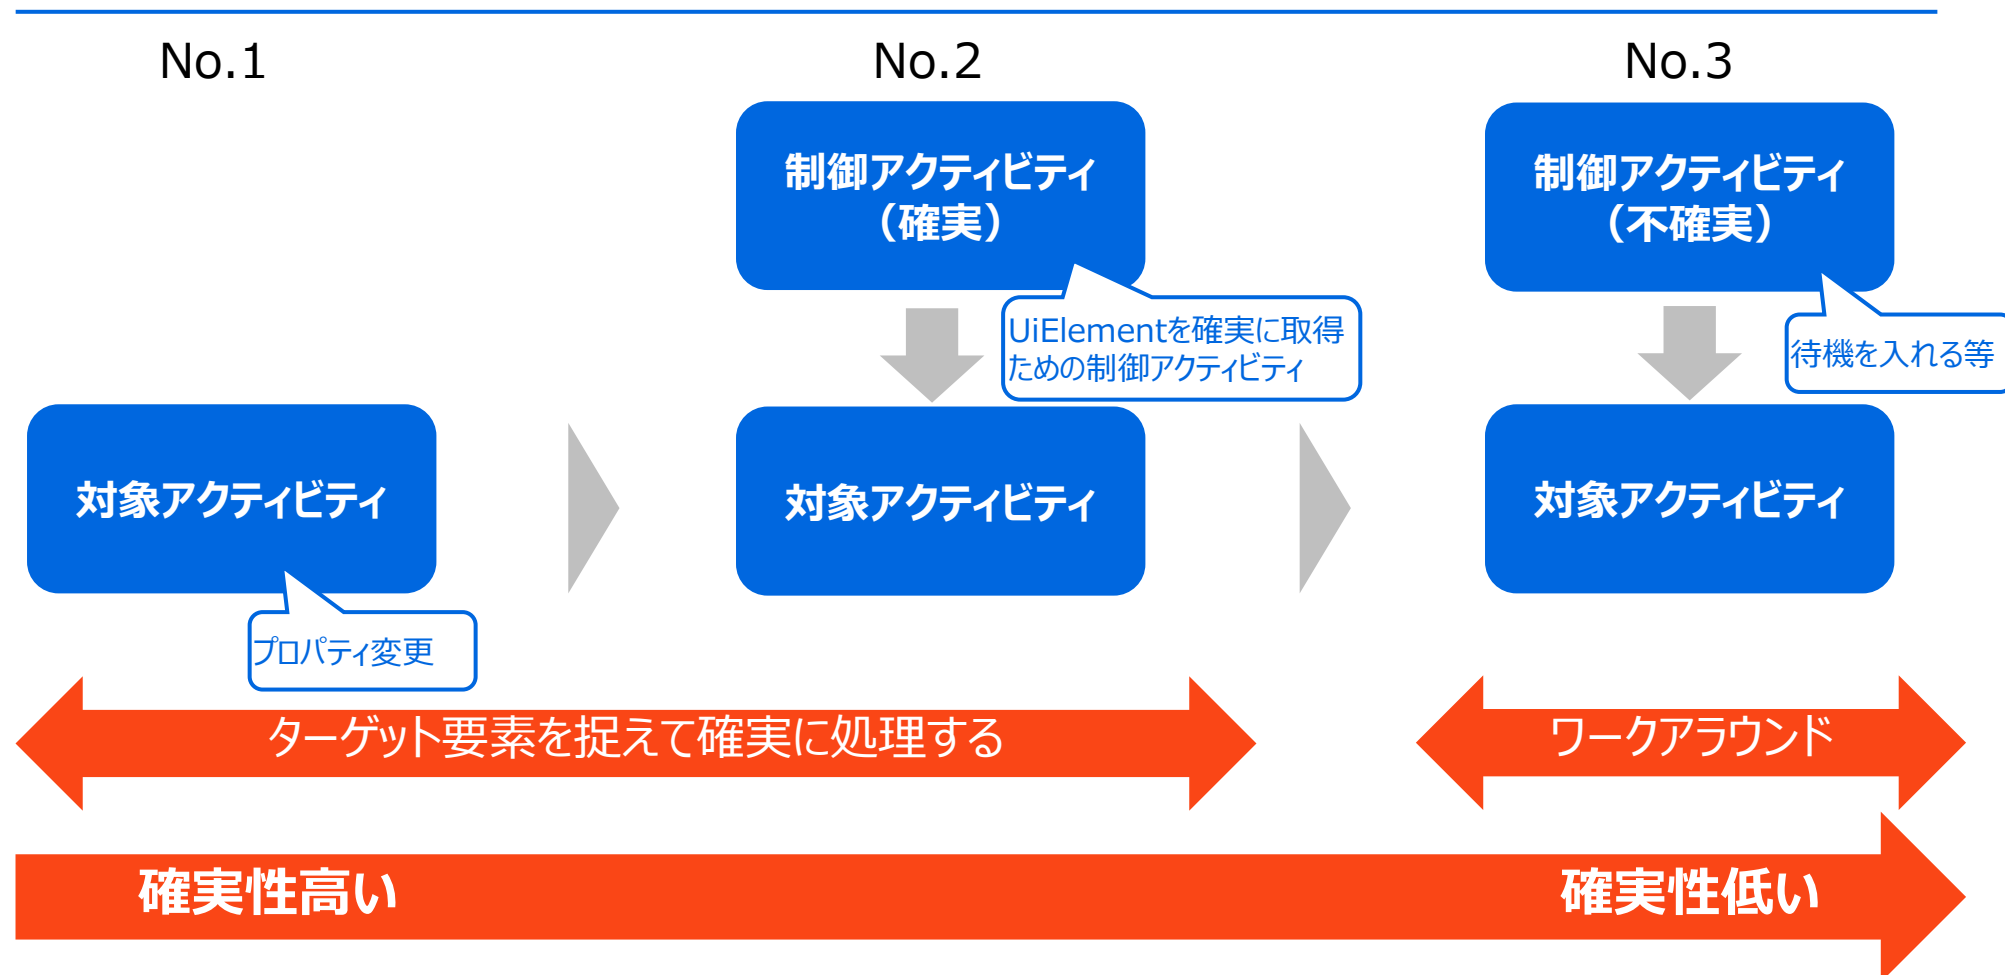 No.1
No.2
No.3
制御アクティビティ
（確実）
制御アクティビティ
（不確実）
UiElementを確実に取得
ための制御アクティビティ
待機を入れる等
対象アクティビティ
対象アクティビティ
対象アクティビティ
プロパティ変更
ターゲット要素を捉えて確実に処理する
ワークアラウンド
確実性高い
確実性低い